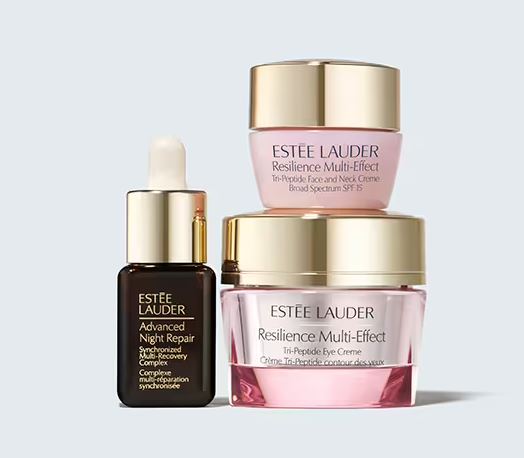 ESTĒE LAUDER
Resilience Multi-Effect
Tri-Peptide Face and Neck Creme
Broad Spectrum SPF 15
ESTĒE
LAUDER
Advanced
Night Repair
Synchronized
Multi-Recovery
Complex
Complexe
multi-réparation
synchronisée
ESTĒE LAUDER
Resilience Multi-Effect
Tri-Peptide Eye Creme
Crème Tri-Peptide contour des yeux